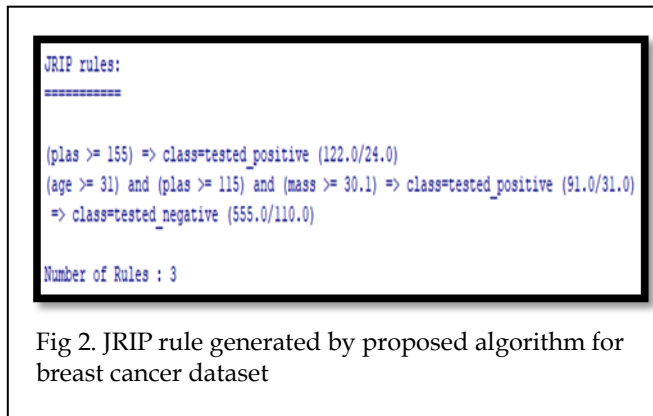 JRIP rules:
===========
(plas >= 155) => class=tested_positive (122.0/24.0)
(age >= 31) and (plas >= 115) and (mass >= 30.1) => class=tested_positive (91.0/31.0)
=> class=tested_negative (555.0/110.0)
Number of Rules : 3
Fig 2. JRIP rule generated by proposed algorithm for
breast cancer dataset